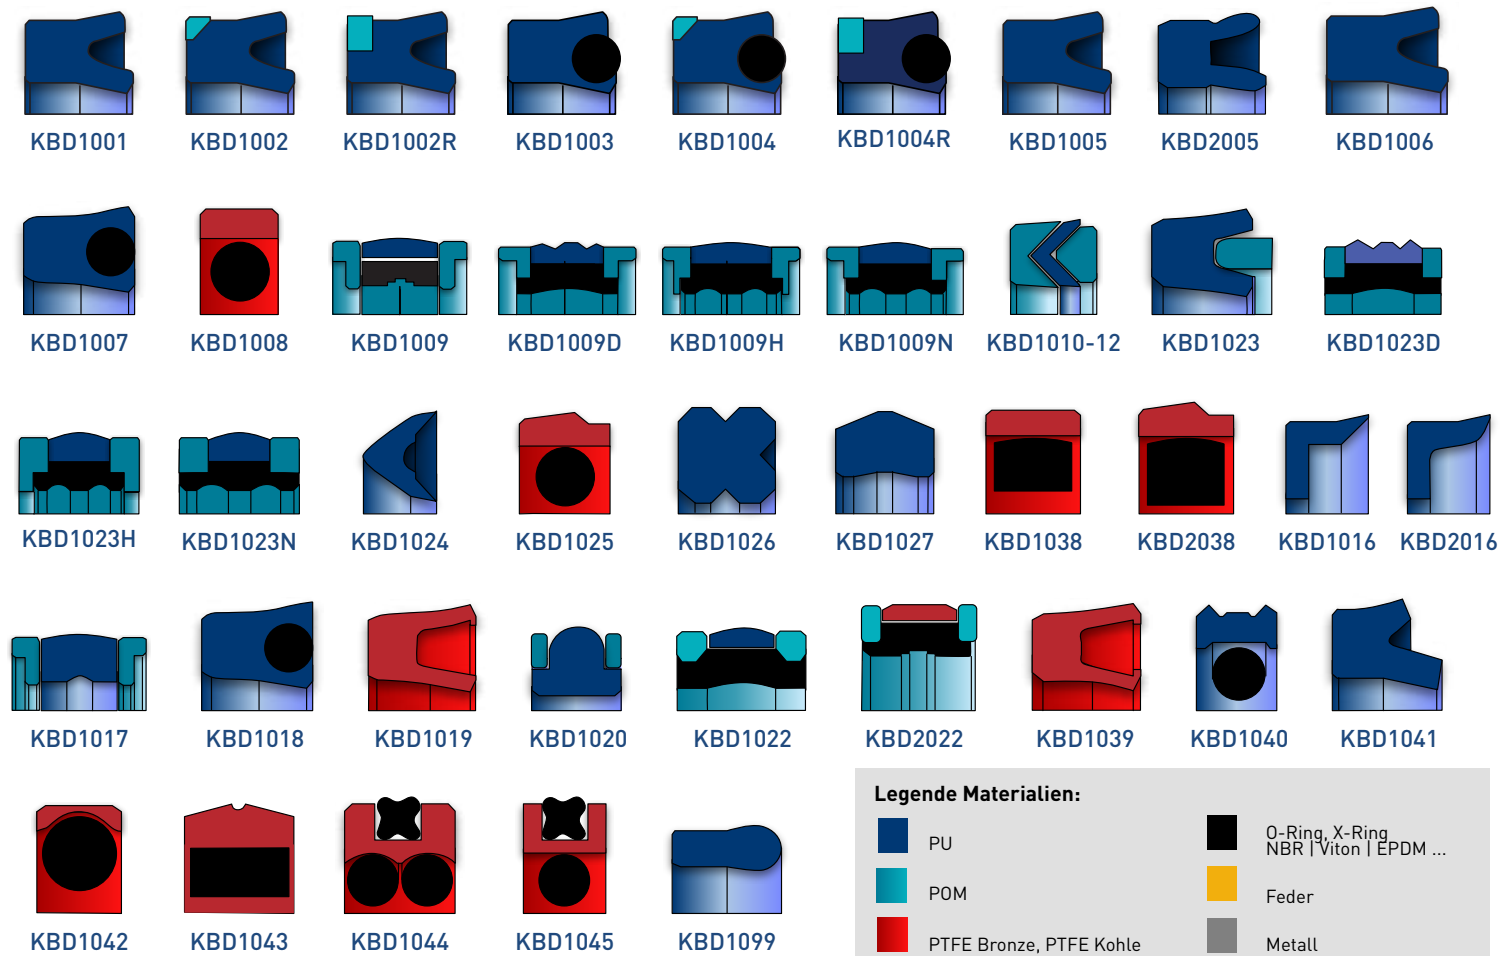 KBD1001 KBD1002 KBD1002R KBD1003 KBD1004 KBD1004R KBD1005 KBD2005 KBD1006
KBD1007 KBD1008 KBD1009 KBD1009D KBD1009H KBD1009N KBD1010-12 KBD1023 KBD1023D
KBD1023H KBD1023N KBD1024 KBD1025 KBD1026 KBD1027 KBD1038 KBD2038 KBD1016 KBD2016
KBD1017 KBD1018 KBD1019 KBD1020 KBD1022 KBD2022 KBD1039 KBD1040 KBD1041
KBD1042 KBD1043 KBD1044 KBD1045 KBD1099
Legende Materialien:
PU
POM
PTFE Bronze, PTFE Kohle
O-Ring, X-Ring
NBR | Viton | EPDM ...
Feder
Metall